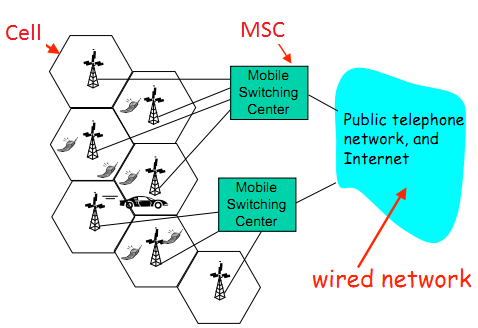 Cell
MSC
Mobile
Switching
Center
Public telephone
network, and
Internet
Mobile
Switching
Center
wired network